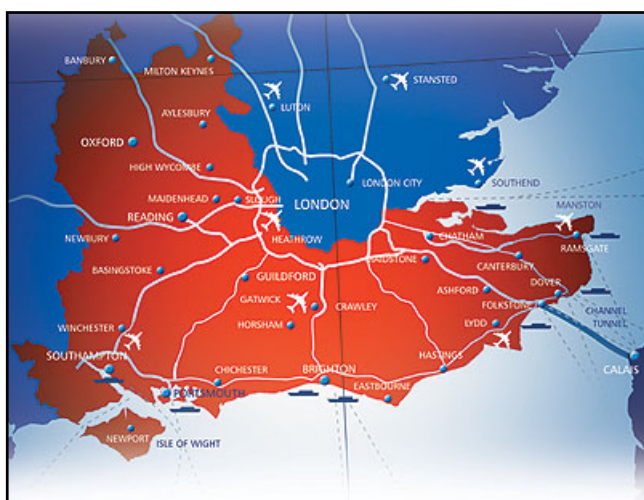 BANBURY
MILTON KEYNES
STANSTED
LUTON
AYLESBURY
OXFORD
HIGH WYCOMBE
LONDON CITY
SOUTHEND
MAIDENHEAD
SLOUGH
LONDON
MANSTON
READING
NEWBURY
HEATHROW
CHATHAM
RAMSGATE
MAIDSTONE
CANTERBURY
BASINGSTOKE
GUILDFORD
DOVER
ASHFORD
GATWICK
CRAWLEY
FOLKSTONE
CHANNEL
TUNNEL
WINCHESTER
HORSHAM
LYDD
SOUTHAMPTON
HASTINGS
CALAIS
CHICHESTER
BRIGHTON
PORTSMOUTH
EASTBOURNE
NEWPORT
ISLE OF WIGHT